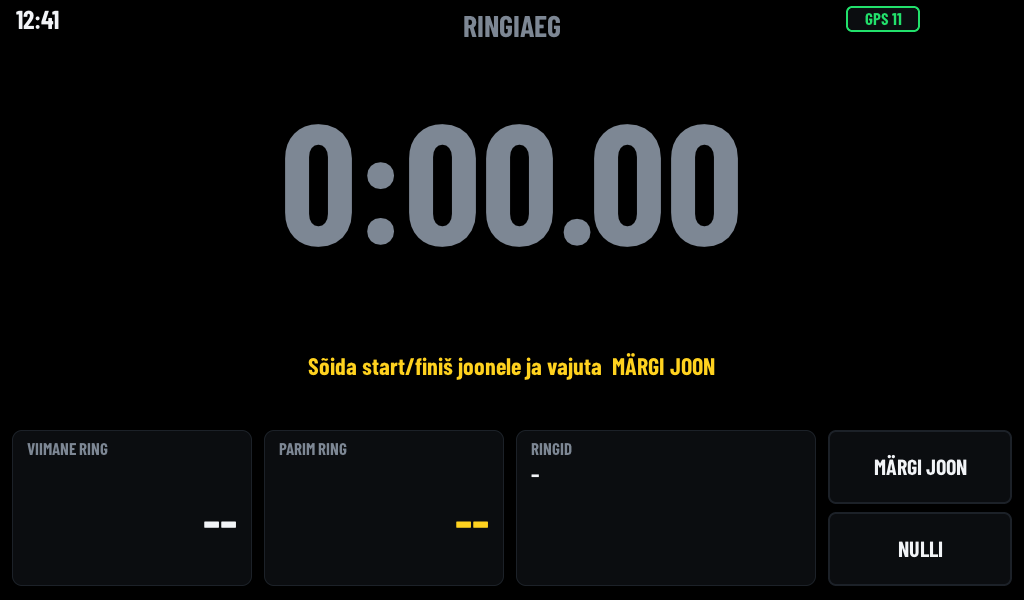 12:41
RINGIAEG
GPS 11
0:00.00
Sõida start/finiš joonele ja vajuta MÄRGI JOON
VIIMANE RING
--
PARIM RING
--
RINGID
-
MÄRGI JOON
NULLI